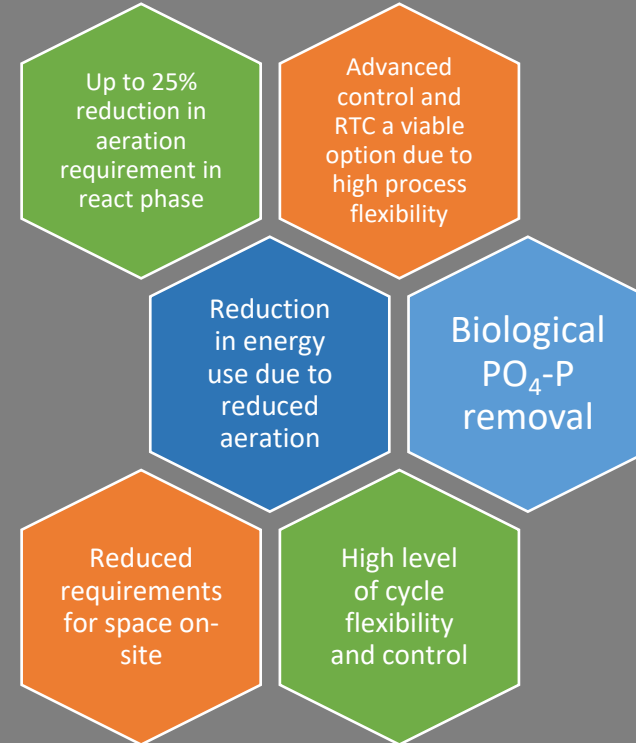 Up to 25%
reduction in
aeration
requirement in
react phase
Advanced
control and
RTC a viable
option due to
high process
flexibility
Reduction
in energy
use due to
reduced
aeration
Biological
PO₄-P
removal
Reduced
requirements
for space on-
site
High level
of cycle
flexibility
and control